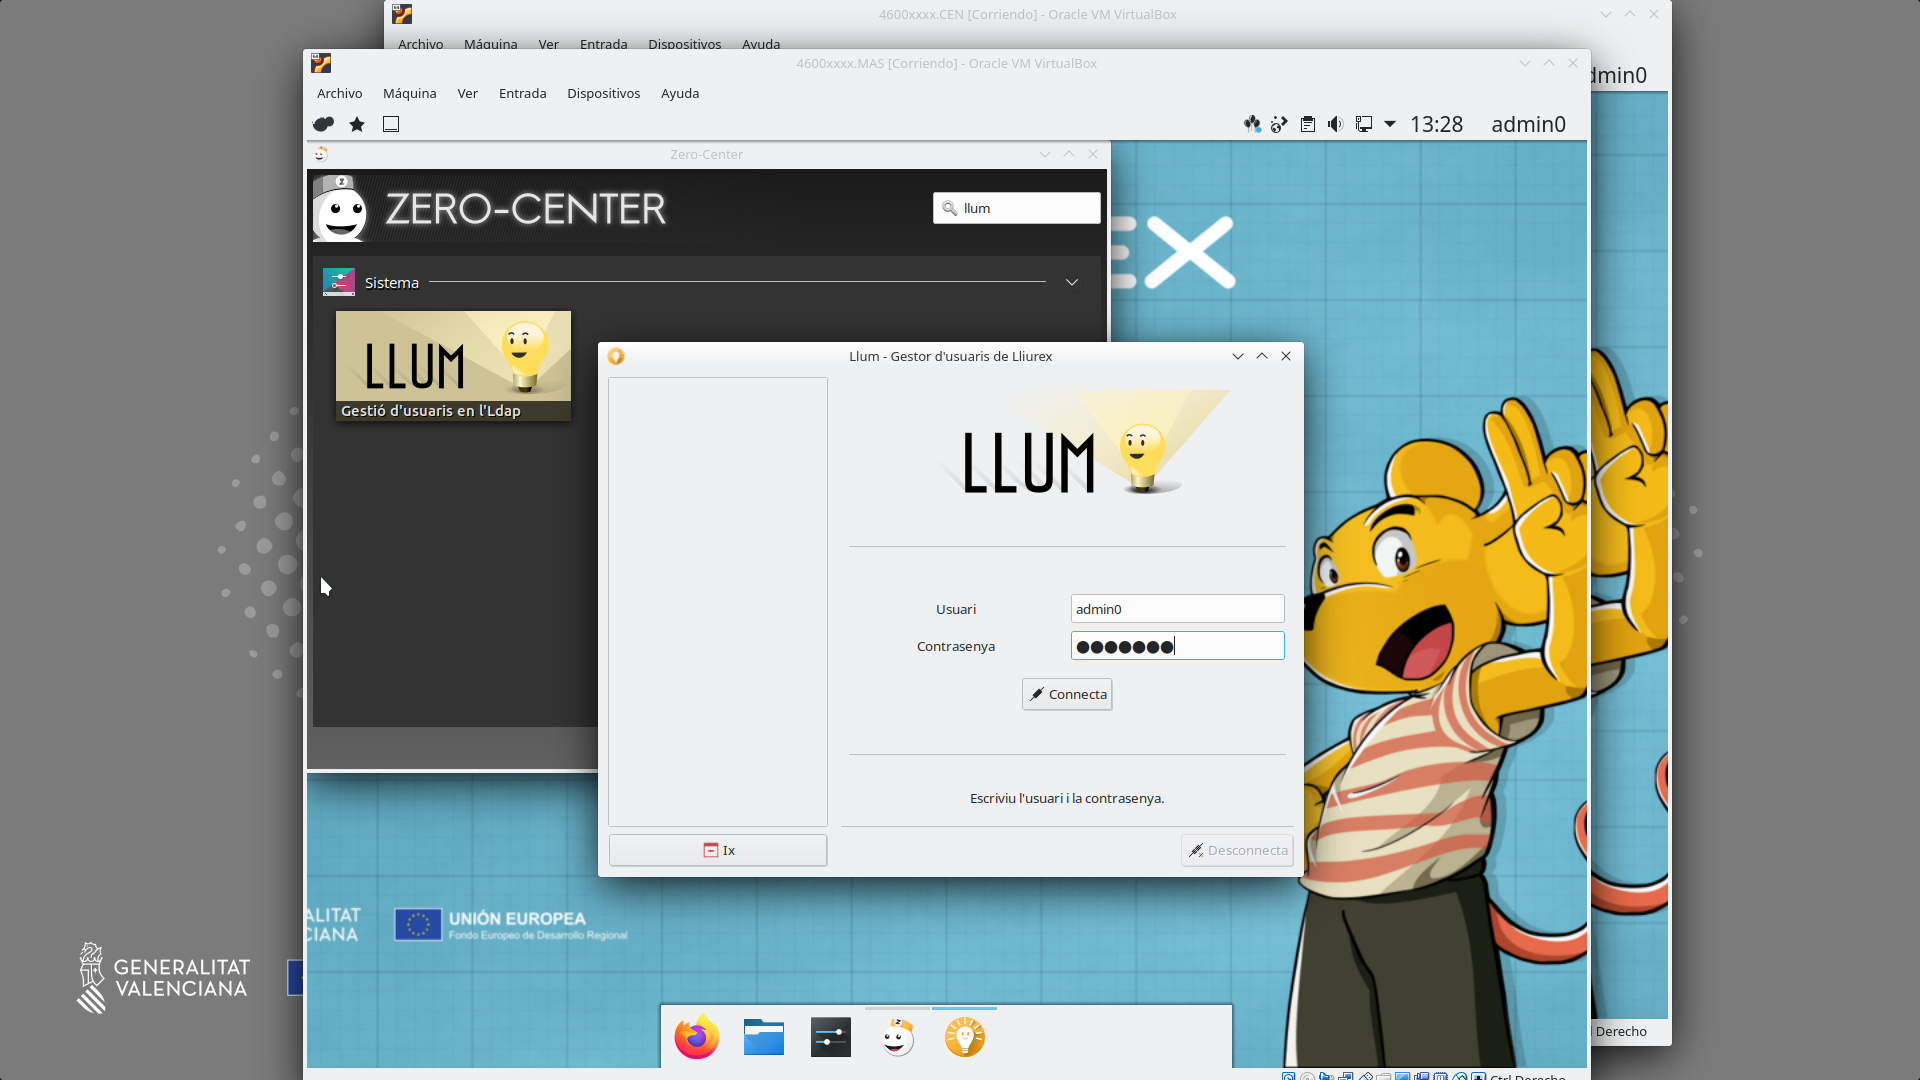 4600xxxx.CEN [Corriendo] - Oracle VM VirtualBox
Archivo Máquina Ver Entrada Dispositivos Ayuda
4600xxxx.MAS [Corriendo] - Oracle VM VirtualBox
Archivo Máquina Ver Entrada Dispositivos Ayuda
13:28 admin0
Zero-Center
ZERO-CENTER
llum
Sistema
EX
LLUM
Gestió d'usuaris en l'Ldap
Llum - Gestor d'usuaris de Lliurex
LLUM
Usuari admin0
Contrasenya
Connecta
Escriviu l'usuari i la contrasenya.
Ix
Desconnecta
UNIÓN EUROPEA
Fondo Europeo de Desarrollo Regional
GENERALITAT
VALENCIANA
Derecho
Ctrl Derecho